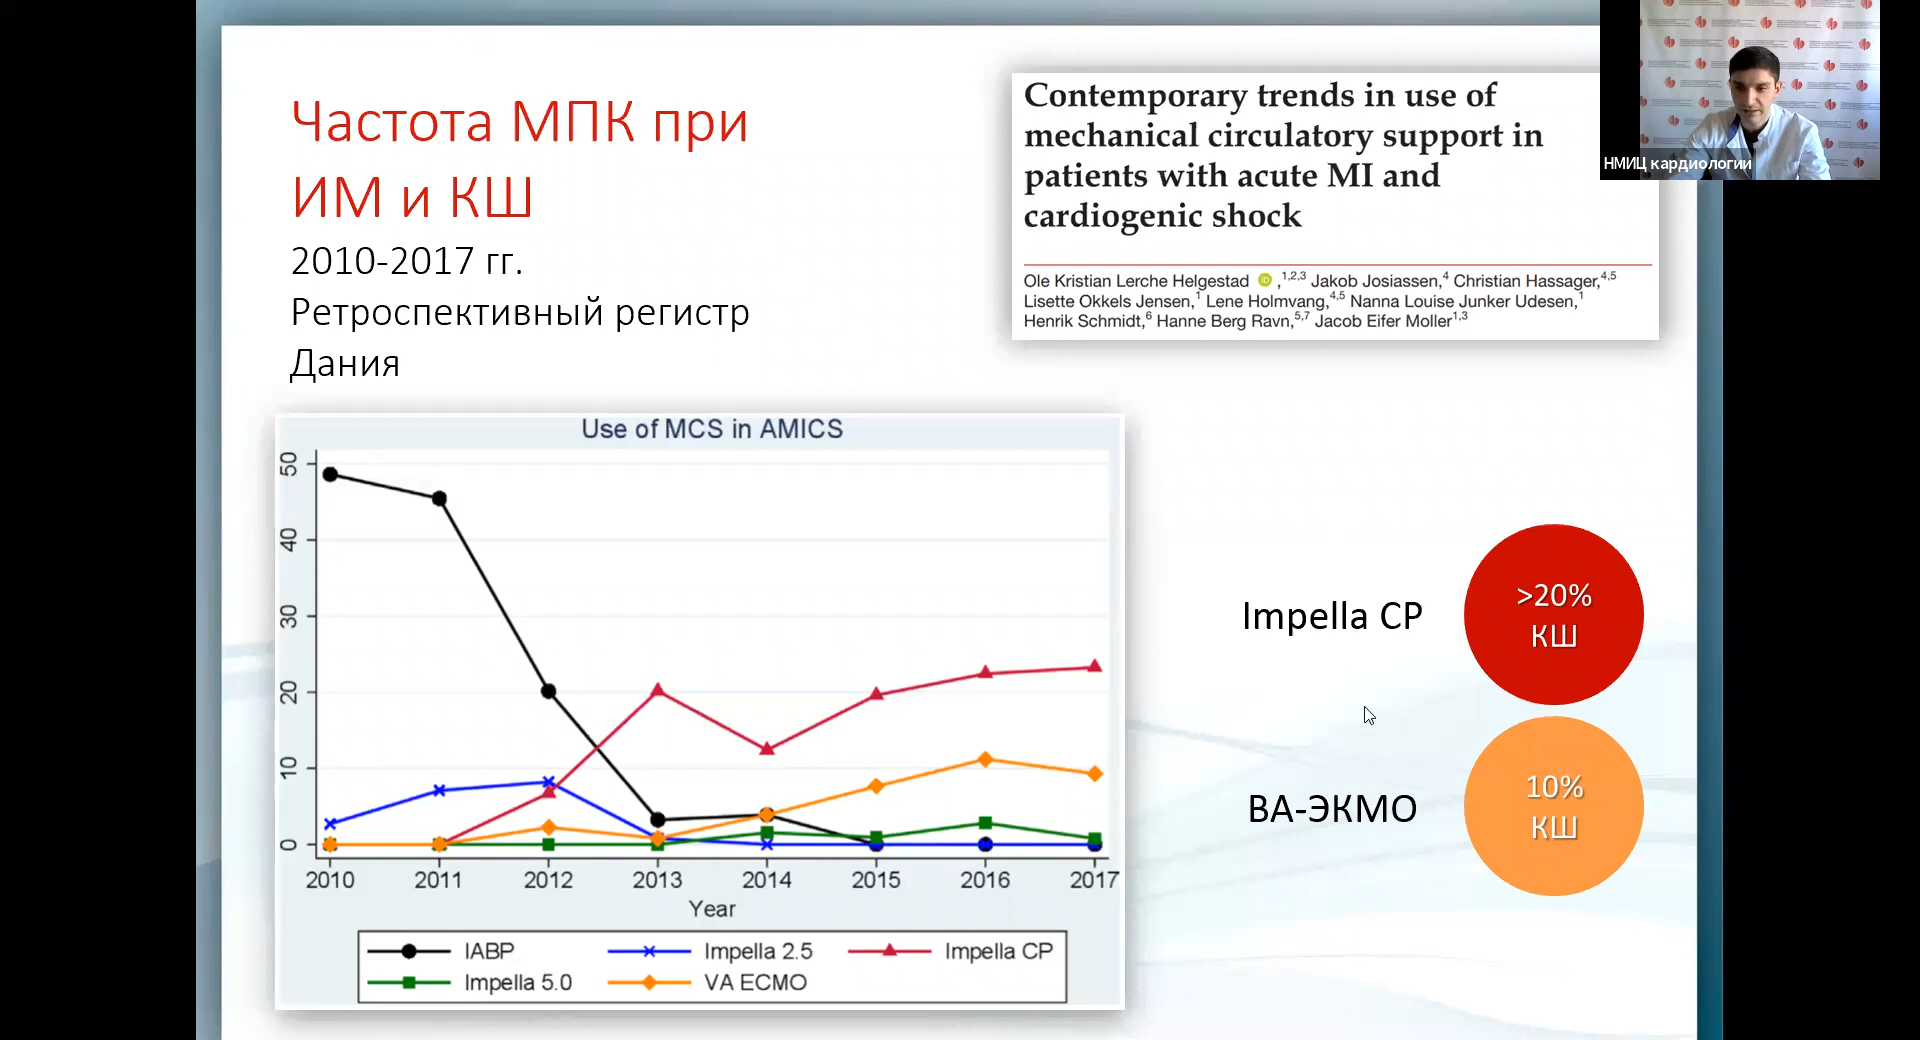 Частота МПК при
ИМ и КШ
2010-2017 гг.
Ретроспективный регистр
Дания
Contemporary trends in use of
mechanical circulatory support in
patients with acute MI and
cardiogenic shock
Ole Kristian Lerche Helgestad iD ,1,2,3 Jakob Josiassen,4 Christian Hassager,4,5
Lisette Okkels Jensen,1 Lene Holmvang,4,5 Nanna Louise Junker Udesen,1
Henrik Schmidt,6 Hanne Berg Ravn,5,7 Jacob Eifer Moller1,3
НМИЦ кардиологии
Use of MCS in AMICS
50
40
30
20
10
0
2010 2011 2012 2013 2014 2015 2016 2017
Year
IABP Impella 2.5 Impella CP
Impella 5.0 VA ECMO
Impella CP
>20%
КШ
ВА-ЭКМО
10%
КШ